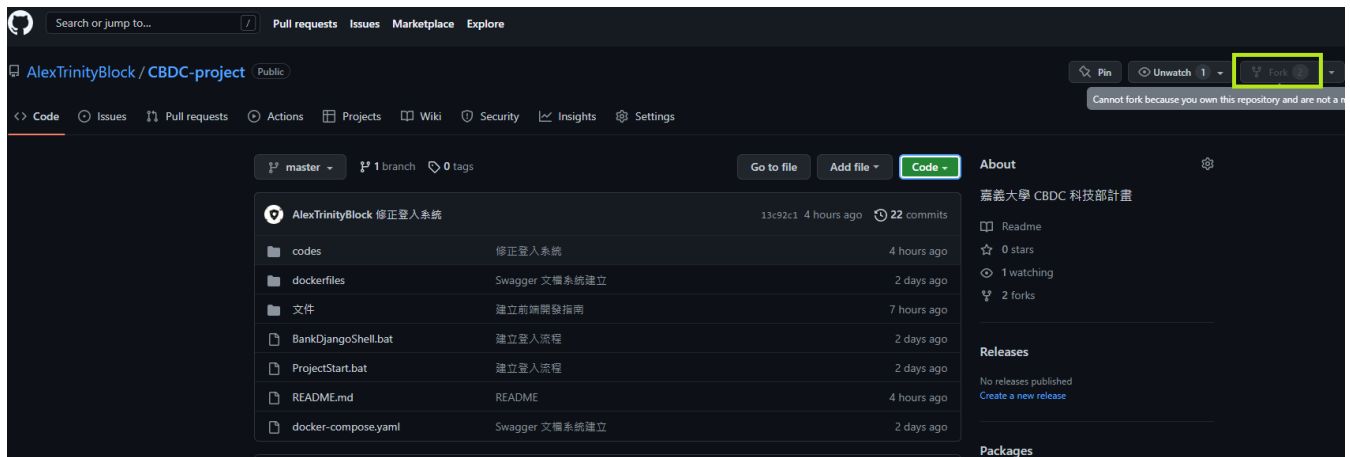 Search or jump to... / Pull requests Issues Marketplace Explore
AlexTrinityBlock / CBDC-project Public Pin Unwatch 1 Fork 2
Cannot fork because you own this repository and are not a
<> Code Issues Pull requests Actions Projects Wiki Security Insights Settings
master 1 branch 0 tags Go to file Add file Code
About
AlexTrinityBlock 修正登入系統 13c92c1 4 hours ago 22 commits
嘉義大學 CBDC 科技部計畫
codes 修正登入系統 4 hours ago
Readme
0 stars
dockerfiles Swagger 文檔系統建立 2 days ago
1 watching
2 forks
文件 建立前端開發指南 7 hours ago
BankDjangoShell.bat 建立登入流程 2 days ago
Releases
ProjectStart.bat 建立登入流程 2 days ago
No releases published
Create a new release
README.md README 4 hours ago
docker-compose.yaml Swagger 文檔系統建立 2 days ago
Packages